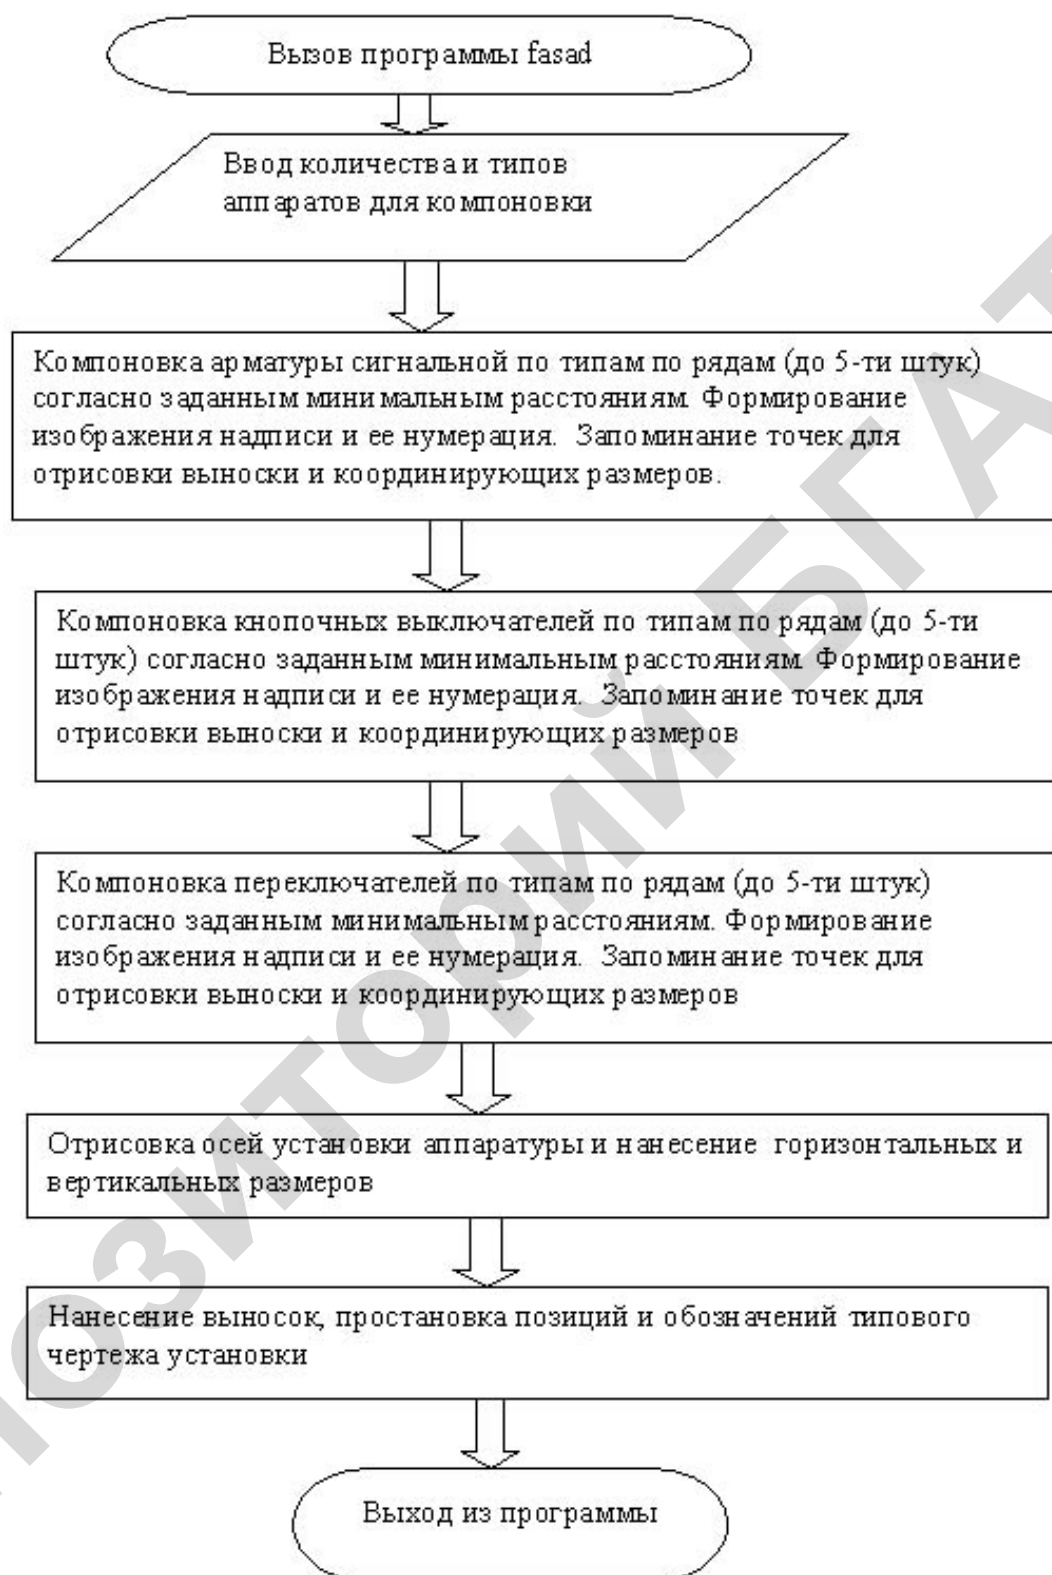 Вызов программы fasad
Ввод количества и типов
аппаратов для компоновки
Компоновка арматуры сигнальной по типам по рядам (до 5-ти штук)
согласно заданным минимальным расстояниям. Формирование
изображения надписи и ее нумерация. Запоминание точек для
отрисовки выноски и координирующих размеров.
Компоновка кнопочных выключателей по типам по рядам (до 5-ти
штук) согласно заданным минимальным расстояниям. Формирование
изображения надписи и ее нумерация. Запоминание точек для
отрисовки выноски и координирующих размеров
Компоновка переключателей по типам по рядам (до 5-ти штук)
согласно заданным минимальным расстояниям. Формирование
изображения надписи и ее нумерация. Запоминание точек для
отрисовки выноски и координирующих размеров
Отрисовка осей установки аппаратуры и нанесение горизонтальных и
вертикальных размеров
Нанесение выносок, простановка позиций и обозначений типового
чертежа установки
Выход из программы